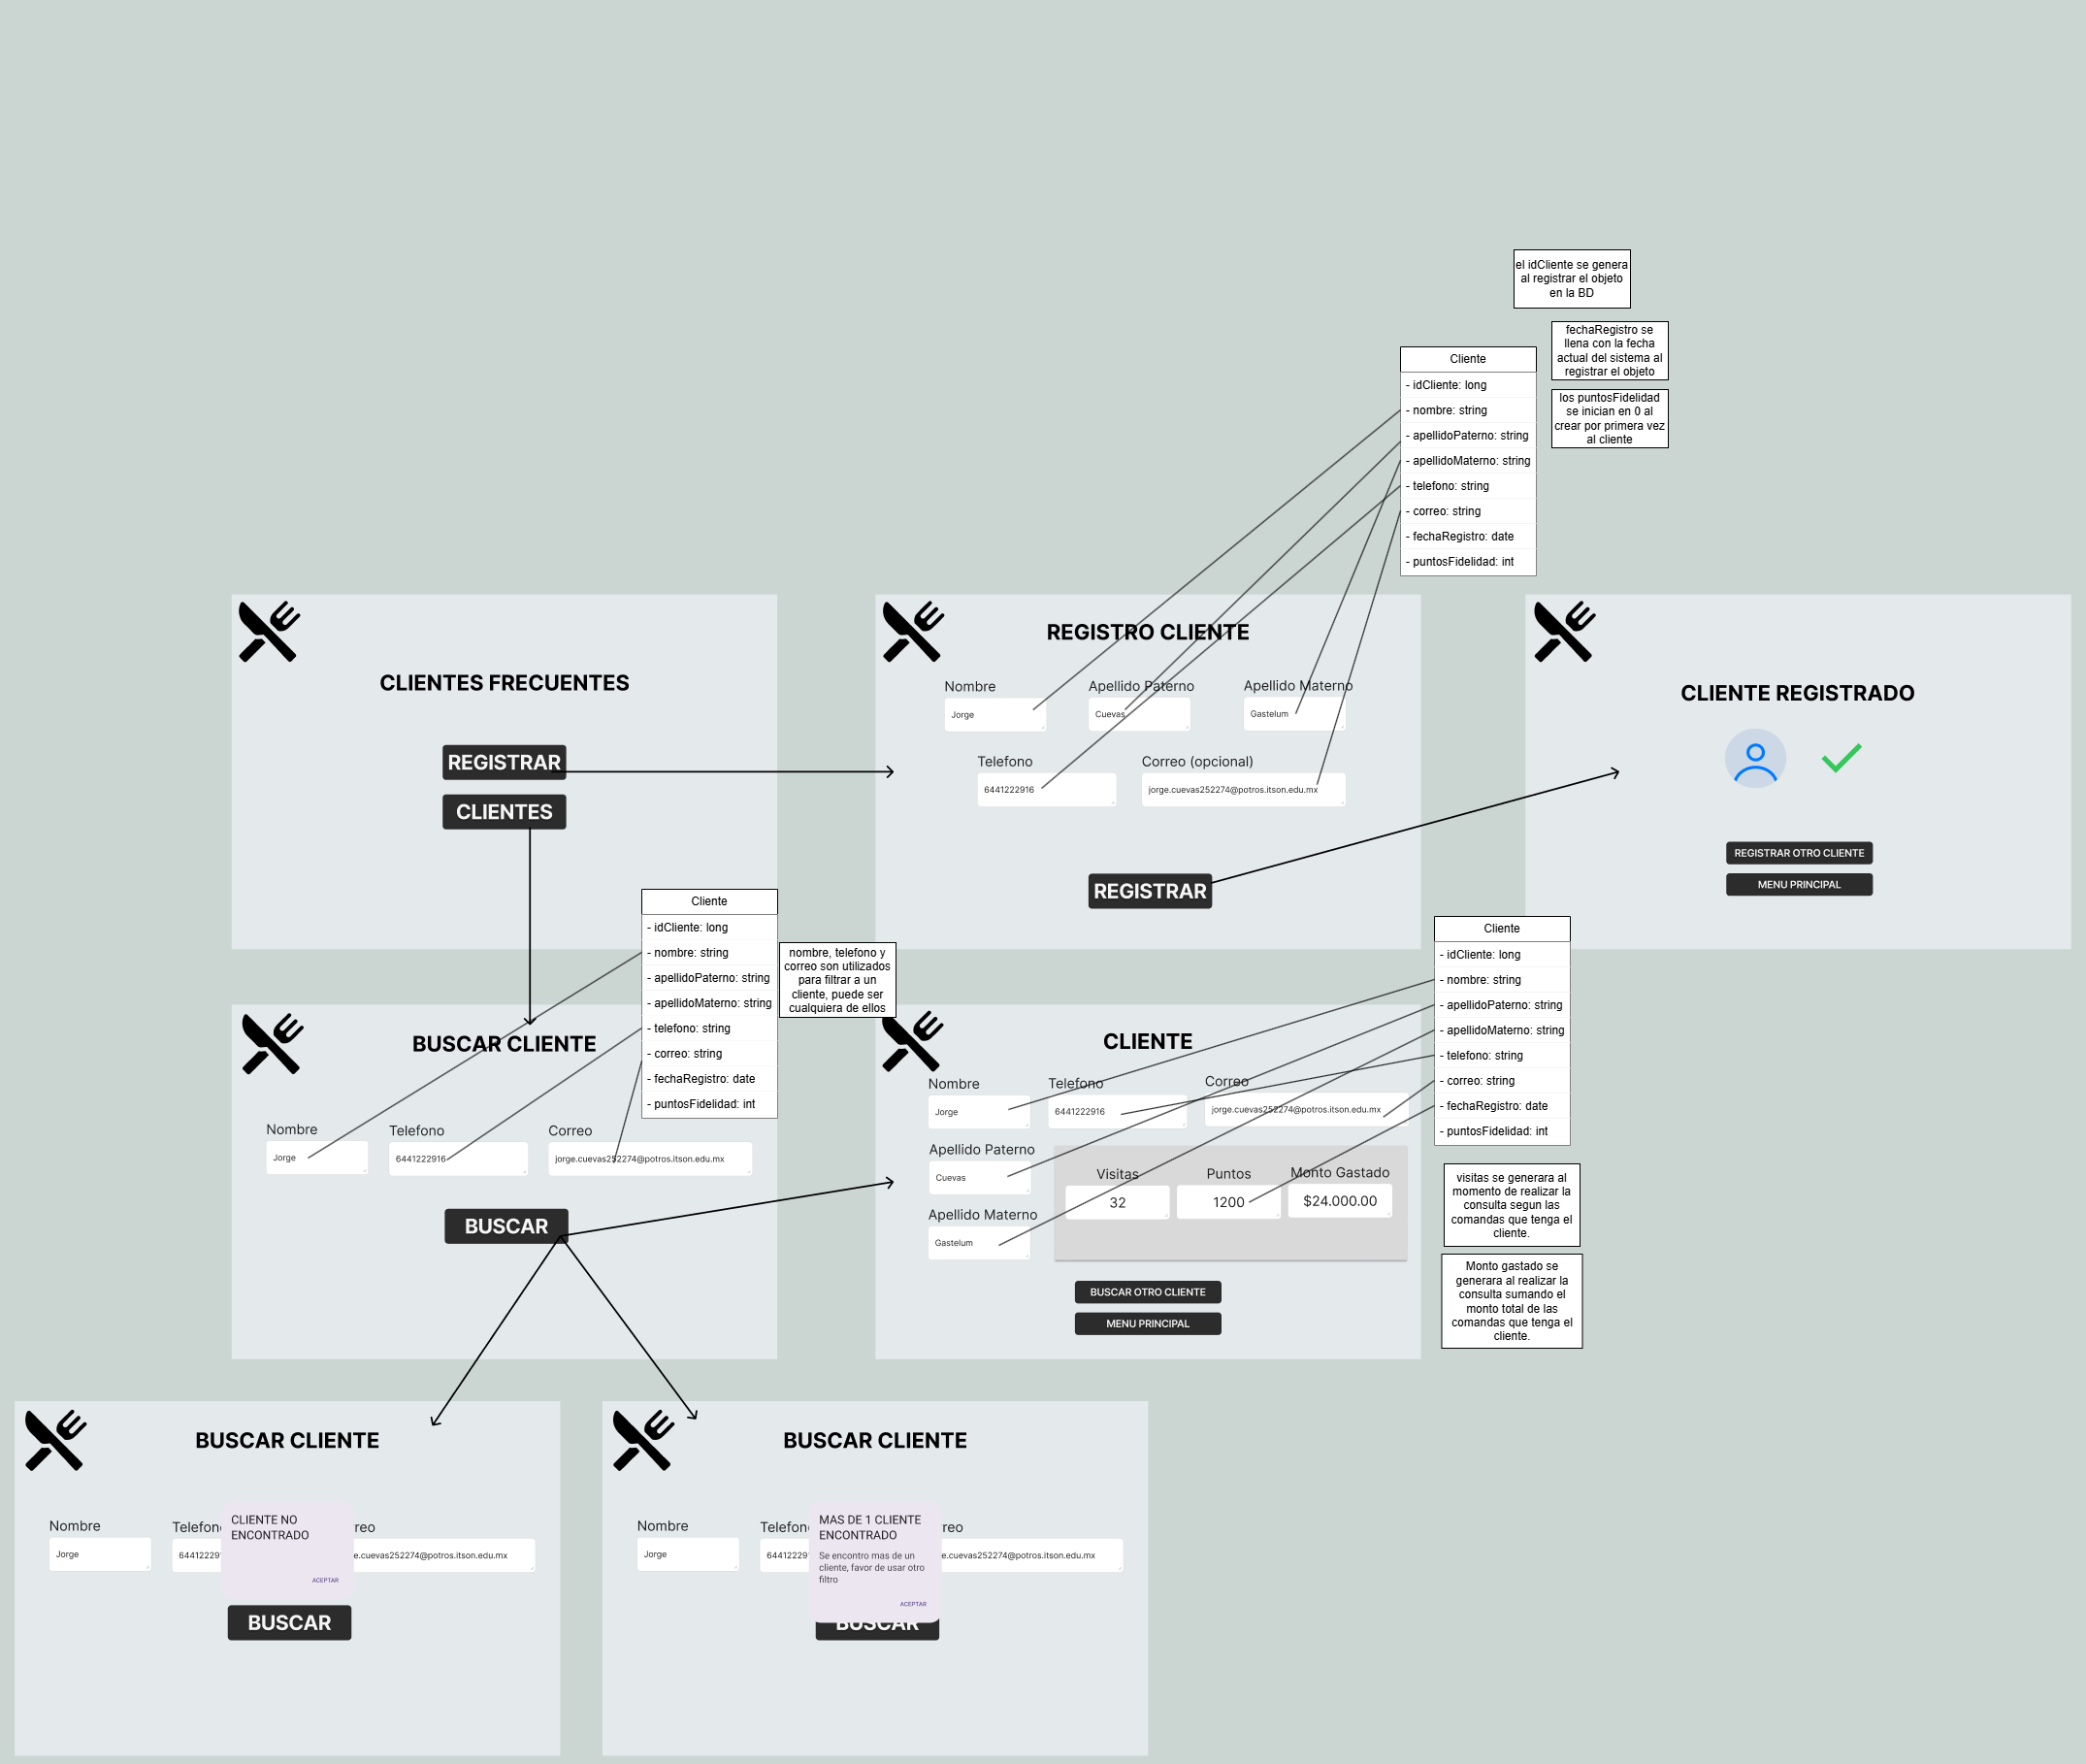 el idCliente se genera
al registrar el objeto
en la BD
fechaRegistro se
llena con la fecha
actual del sistema al
registrar el objeto
los puntosFidelidad
se inician en 0 al
crear por primera vez
al cliente
Cliente
- idCliente: long
- nombre: string
- apellidoPaterno: string
- apellidoMaterno: string
- telefono: string
- correo: string
- fechaRegistro: date
- puntosFidelidad: int
CLIENTES FRECUENTES
REGISTRAR
CLIENTES
REGISTRO CLIENTE
Nombre
Apellido Paterno
Apellido Materno
Jorge
Cuevas
Gastelum
Telefono
Correo (opcional)
6441222916
jorge.cuevas252274@potros.itson.edu.mx
REGISTRAR
CLIENTE REGISTRADO
REGISTRAR OTRO CLIENTE
MENU PRINCIPAL
Cliente
- idCliente: long
- nombre: string
- apellidoPaterno: string
- apellidoMaterno: string
- telefono: string
- correo: string
- fechaRegistro: date
- puntosFidelidad: int
nombre, telefono y
correo son utilizados
para filtrar a un
cliente, puede ser
cualquiera de ellos
BUSCAR CLIENTE
Nombre
Telefono
Correo
Jorge
6441222916
jorge.cuevas252274@potros.itson.edu.mx
BUSCAR
Cliente
- idCliente: long
- nombre: string
- apellidoPaterno: string
- apellidoMaterno: string
- telefono: string
- correo: string
- fechaRegistro: date
- puntosFidelidad: int
CLIENTE
Nombre
Telefono
Correo
Jorge
6441222916
jorge.cuevas252274@potros.itson.edu.mx
Apellido Paterno
Cuevas
Apellido Materno
Gastelum
Visitas
Puntos
Monto Gastado
32
1200
$24.000.00
BUSCAR OTRO CLIENTE
MENU PRINCIPAL
visitas se generara al
momento de realizar la
consulta segun las
comandas que tenga el
cliente.
Monto gastado se
generara al realizar la
consulta sumando el
monto total de las
comandas que tenga el
cliente.
BUSCAR CLIENTE
Nombre
Telefon
rreo
Jorge
64412229
e.cuevas252274@potros.itson.edu.mx
CLIENTE NO
ENCONTRADO
ACEPTAR
BUSCAR
BUSCAR CLIENTE
Nombre
Telefon
rreo
Jorge
64412229
e.cuevas252274@potros.itson.edu.mx
MAS DE 1 CLIENTE
ENCONTRADO
Se encontro mas de un
cliente, favor de usar otro
filtro
ACEPTAR
BUSCAR